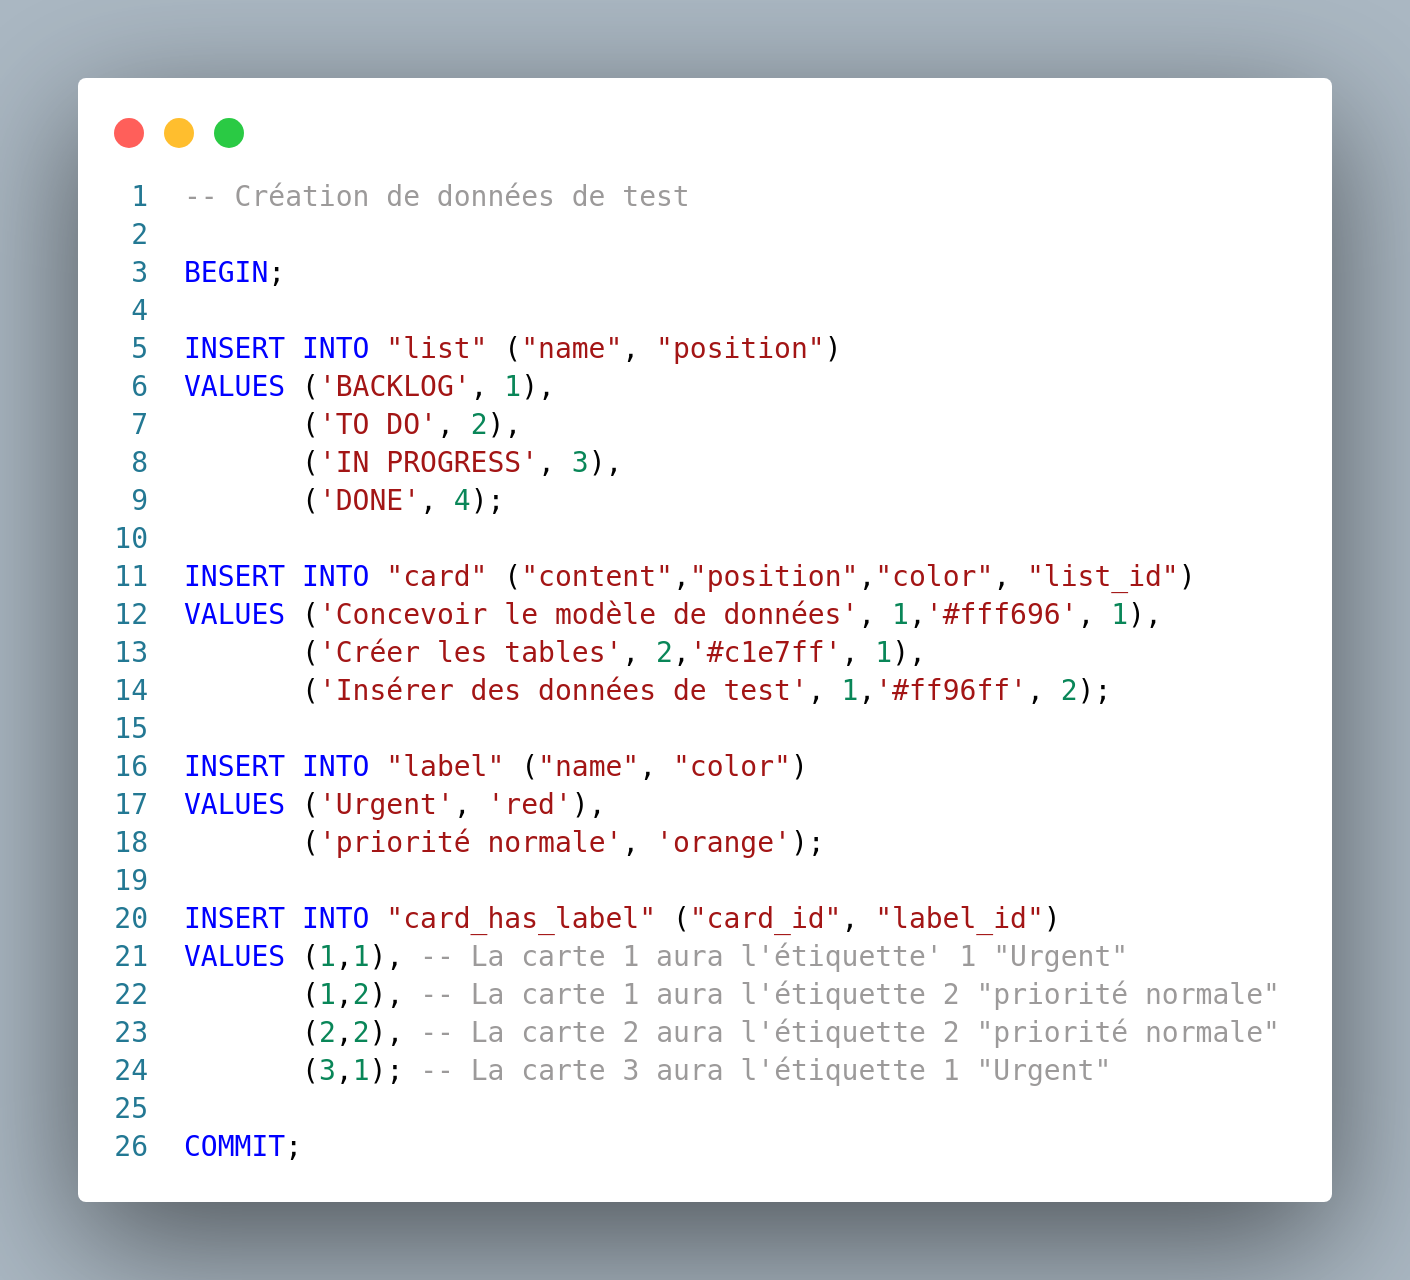 1 -- Création de données de test
2
3 BEGIN;
4
5 INSERT INTO "list" ("name", "position")
6 VALUES ('BACKLOG', 1),
7        ('TO DO', 2),
8        ('IN PROGRESS', 3),
9        ('DONE', 4);
10
11 INSERT INTO "card" ("content","position","color", "list_id")
12 VALUES ('Concevoir le modèle de données', 1,'#fff696', 1),
13        ('Créer les tables', 2,'#c1e7ff', 1),
14        ('Insérer des données de test', 1,'#ff96ff', 2);
15
16 INSERT INTO "label" ("name", "color")
17 VALUES ('Urgent', 'red'),
18        ('priorité normale', 'orange');
19
20 INSERT INTO "card_has_label" ("card_id", "label_id")
21 VALUES (1,1), -- La carte 1 aura l'étiquette' 1 "Urgent"
22        (1,2), -- La carte 1 aura l'étiquette 2 "priorité normale"
23        (2,2), -- La carte 2 aura l'étiquette 2 "priorité normale"
24        (3,1); -- La carte 3 aura l'étiquette 1 "Urgent"
25
26 COMMIT;